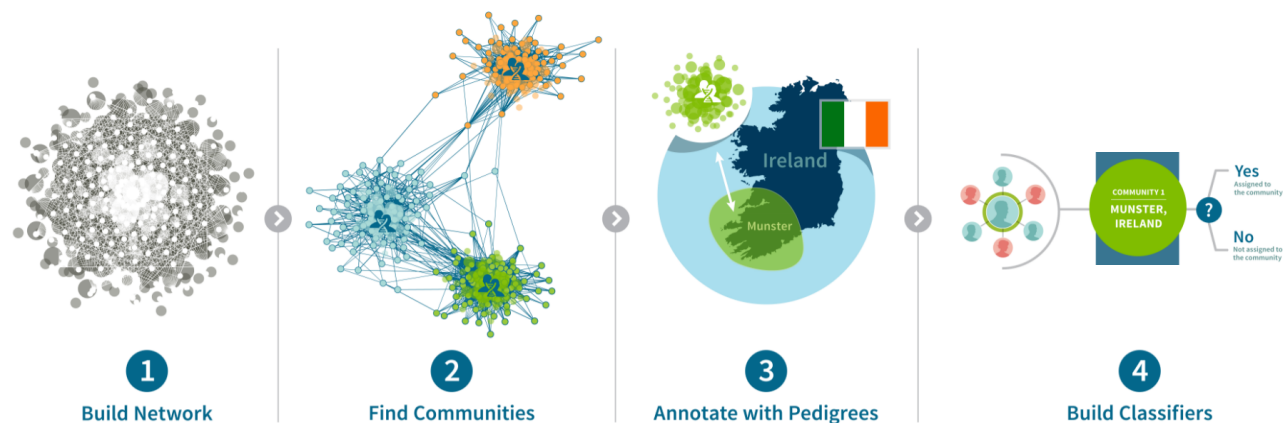 Ireland
Munster
COMMUNITY 1
MUNSTER,
IRELAND
?
Yes
Assigned to
the community
No
Not assigned to
the community
1
Build Network
2
Find Communities
3
Annotate with Pedigrees
4
Build Classifiers